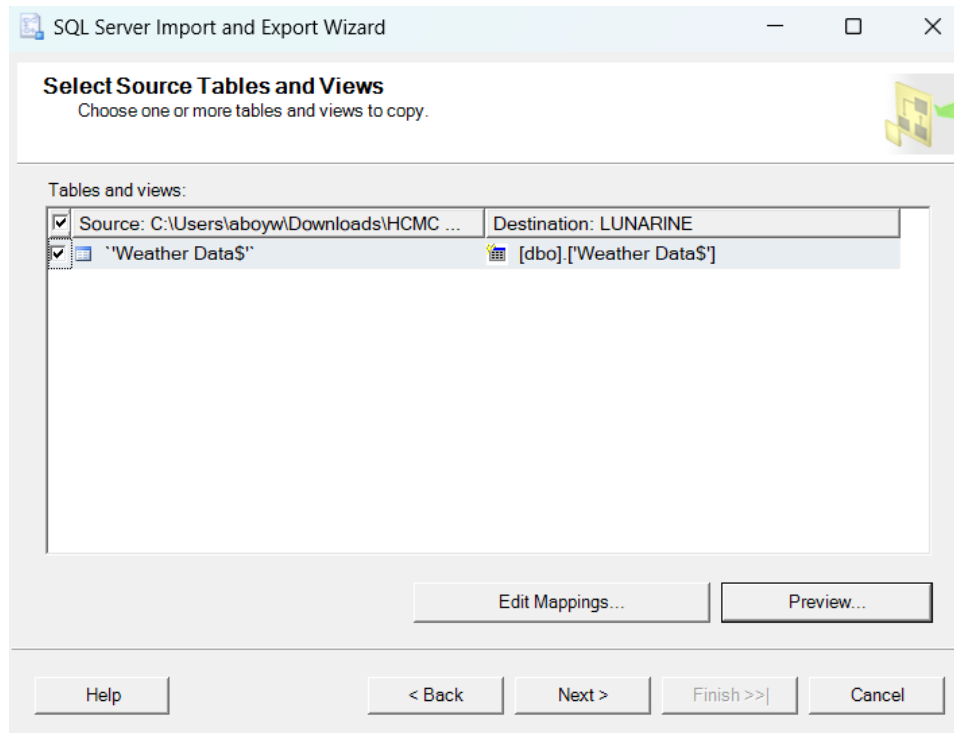 SQL Server Import and Export Wizard
Select Source Tables and Views
Choose one or more tables and views to copy.
Tables and views:
Source: C:\Users\aboyw\Downloads\HCMC ... Destination: LUNARINE
`'Weather Data$'` [dbo].['Weather Data$']
Edit Mappings... Preview...
Help < Back Next > Finish >>| Cancel